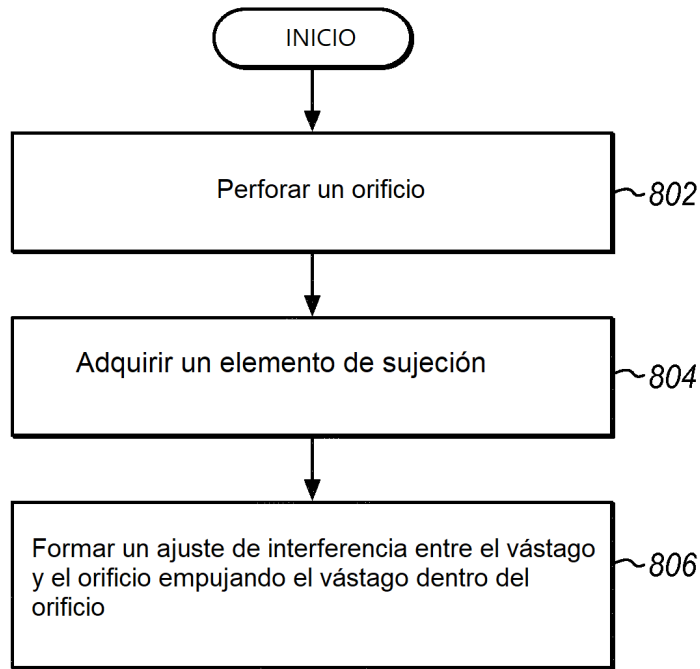 INICIO
Perforar un orificio
802
Adquirir un elemento de sujeción
804
Formar un ajuste de interferencia entre el vástago
y el orificio empujando el vástago dentro del
orificio
806